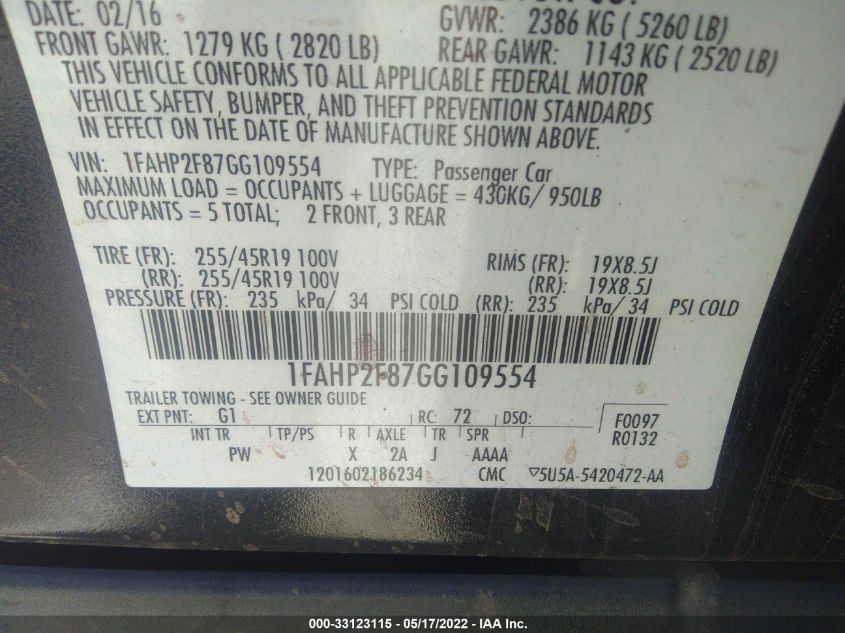 MOTOR CO.
DATE: 02/16 GVWR: 2386 KG ( 5260 LB)
FRONT GAWR: 1279 KG ( 2820 LB) REAR GAWR: 1143 KG ( 2520 LB)
THIS VEHICLE CONFORMS TO ALL APPLICABLE FEDERAL MOTOR
VEHICLE SAFETY, BUMPER, AND THEFT PREVENTION STANDARDS
IN EFFECT ON THE DATE OF MANUFACTURE SHOWN ABOVE.
VIN: 1FAHP2F87GG109554 TYPE: Passenger Car
MAXIMUM LOAD = OCCUPANTS + LUGGAGE = 430KG/ 950LB
OCCUPANTS = 5 TOTAL; 2 FRONT, 3 REAR
TIRE (FR): 255/45R19 100V RIMS (FR): 19X8.5J
(RR): 255/45R19 100V (RR): 19X8.5J
PRESSURE (FR): 235 kPa/ 34 PSI COLD (RR): 235 kPa/ 34 PSI COLD
1FAHP2F87GG109554
TRAILER TOWING - SEE OWNER GUIDE
EXT PNT: G1 RC: 72 DSO: F0097
R0132
INT TR TP/PS R AXLE TR SPR
PW X 2A J AAAA
1201602186234 CMC ▽5U5A-5420472-AA
000-33123115 - 05/17/2022 - IAA Inc.